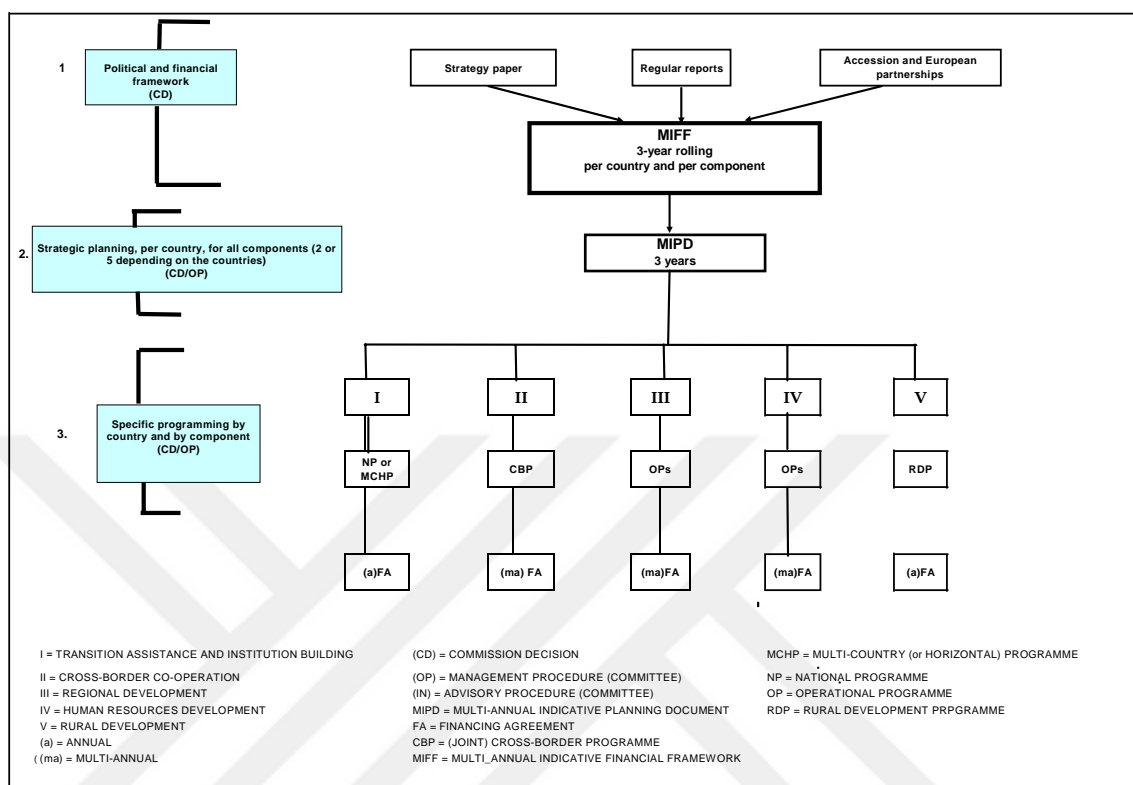 1
Political and financial
framework
(CD)
Strategy paper
Regular reports
Accession and European
partnerships
MIFF
3-year rolling
per country and per component
2.
Strategic planning, per country, for all components (2 or
5 depending on the countries)
(CD/OP)
MIPD
3 years
3.
Specific programming by
country and by component
(CD/OP)
I
II
III
IV
V
NP or
MCHP
CBP
OPs
OPs
RDP
(a)FA
(ma) FA
(ma)FA
(ma)FA
(a)FA
I = TRANSITION ASSISTANCE AND INSTITUTION BUILDING
II = CROSS-BORDER CO-OPERATION
III = REGIONAL DEVELOPMENT
IV = HUMAN RESOURCES DEVELOPMENT
V = RURAL DEVELOPMENT
(a) = ANNUAL
( (ma) = MULTI-ANNUAL
(CD) = COMMISSION DECISION
(OP) = MANAGEMENT PROCEDURE (COMMITTEE)
(IN) = ADVISORY PROCEDURE (COMMITTEE)
MIPD = MULTI-ANNUAL INDICATIVE PLANNING DOCUMENT
FA = FINANCING AGREEMENT
CBP = (JOINT) CROSS-BORDER PROGRAMME
MIFF = MULTI_ANNUAL INDICATIVE FINANCIAL FRAMEWORK
MCHP = MULTI-COUNTRY (or HORIZONTAL) PROGRAMME
NP = NATIONAL PROGRAMME
OP = OPERATIONAL PROGRAMME
RDP = RURAL DEVELOPMENT PRPGRAMME